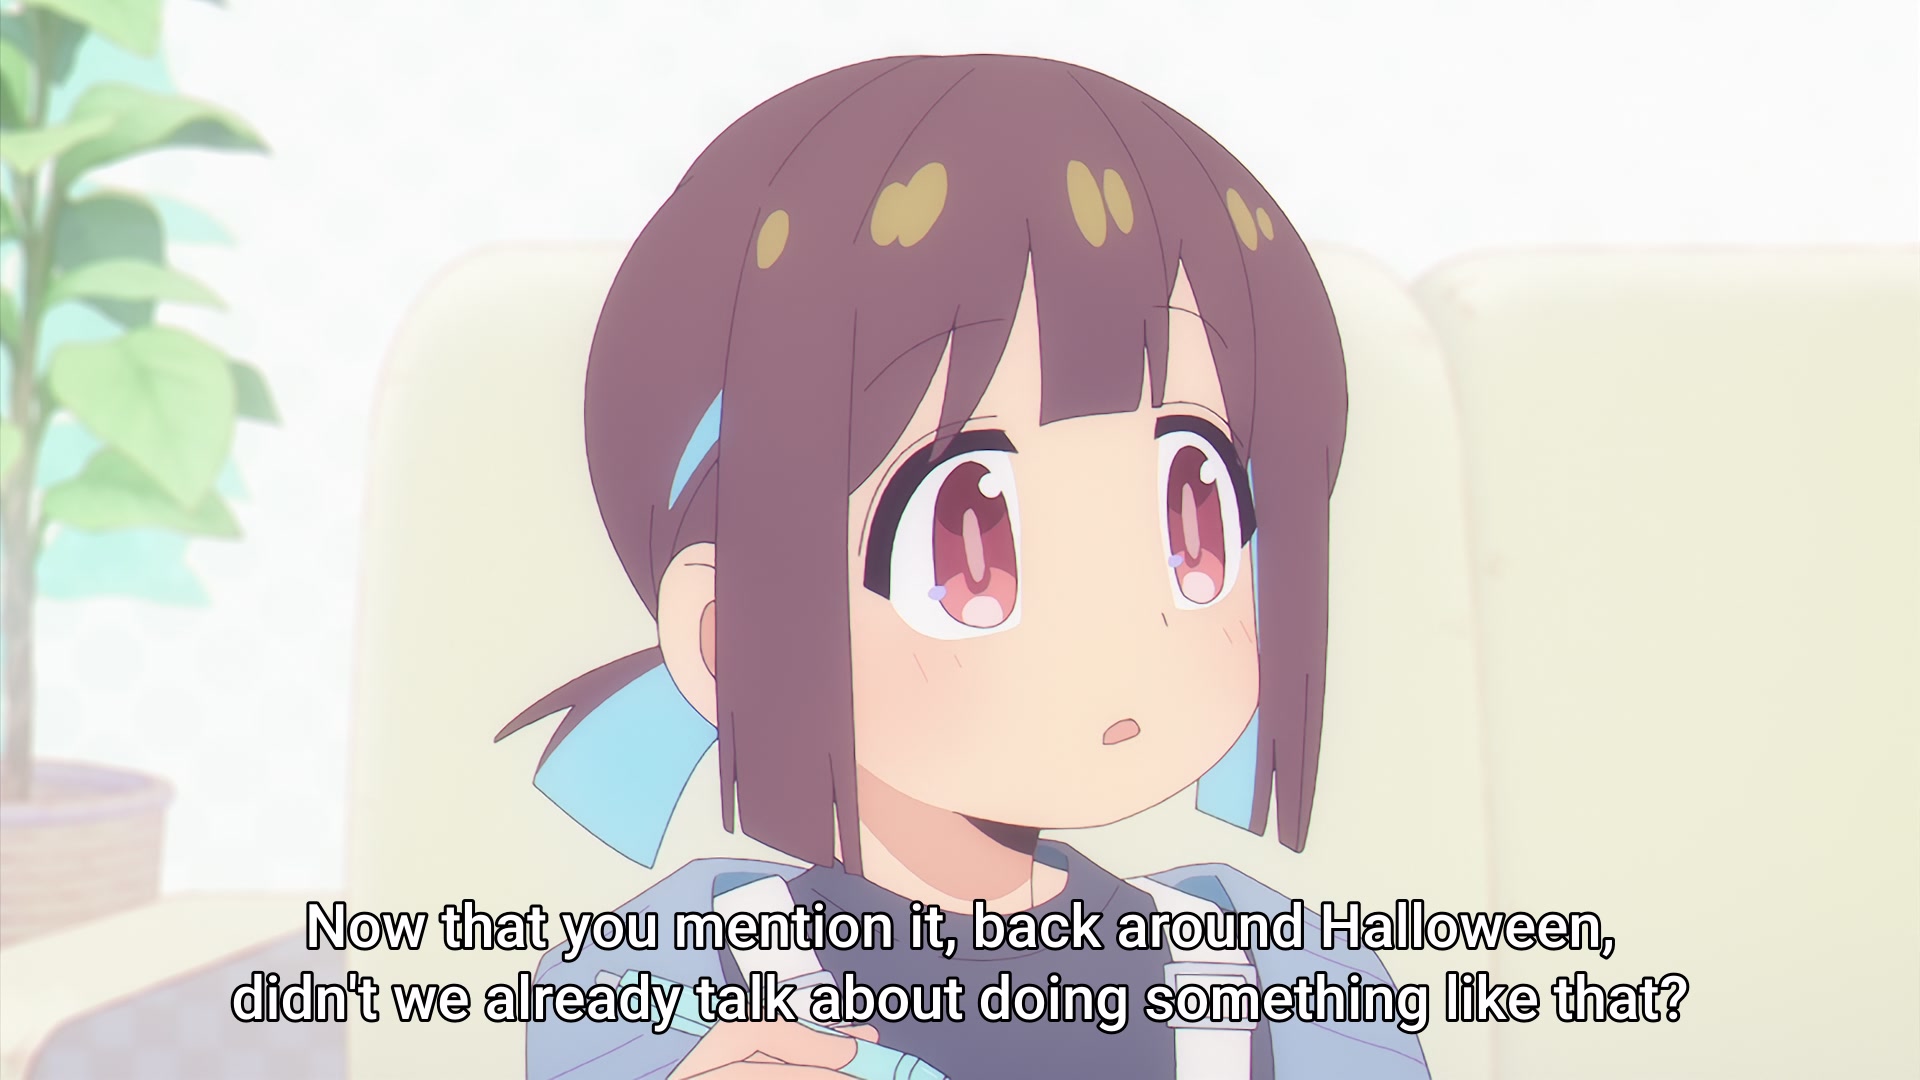 Now that you mention it, back around Halloween,
didn't we already talk about doing something like that?